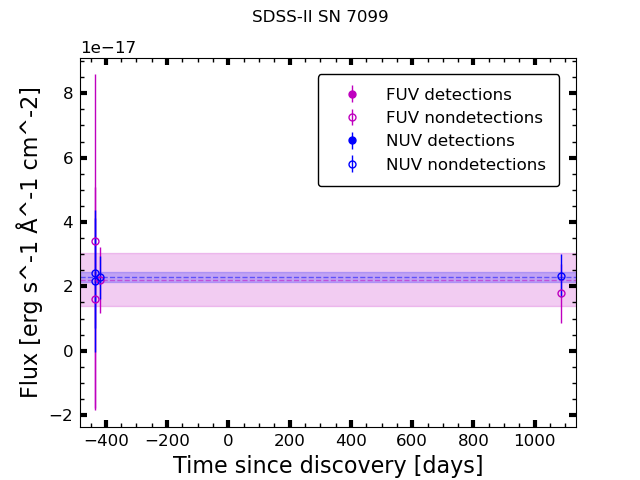 SDSS-II SN 7099
1e−17
FUV detections
FUV nondetections
NUV detections
NUV nondetections
8
6
4
2
0
−2
Flux [erg s^-1 Å^-1 cm^-2]
−400 −200 0 200 400 600 800 1000
Time since discovery [days]